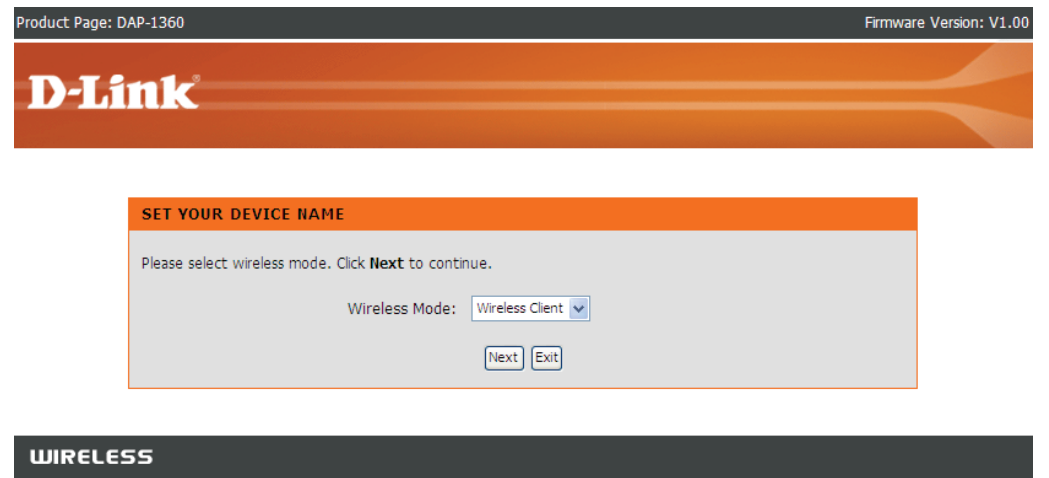 Product Page: DAP-1360 Firmware Version: V1.00
D-Link®
SET YOUR DEVICE NAME
Please select wireless mode. Click Next to continue.
Wireless Mode: Wireless Client
Next Exit
WIRELESS